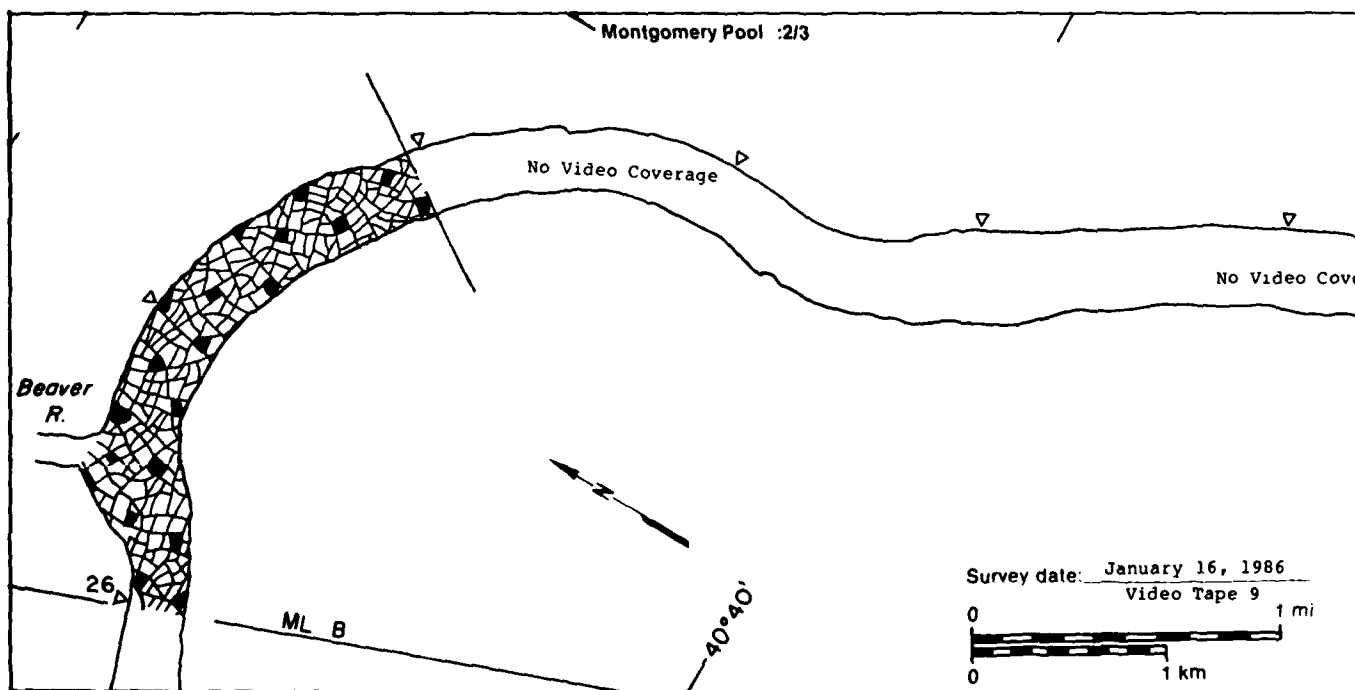 Montgomery Pool :2/3
No Video Coverage
No Video Cove
Beaver
R.
N
26
ML B
40°40'
Survey date: January 16, 1986
Video Tape 9
0 1 mi
0 1 km